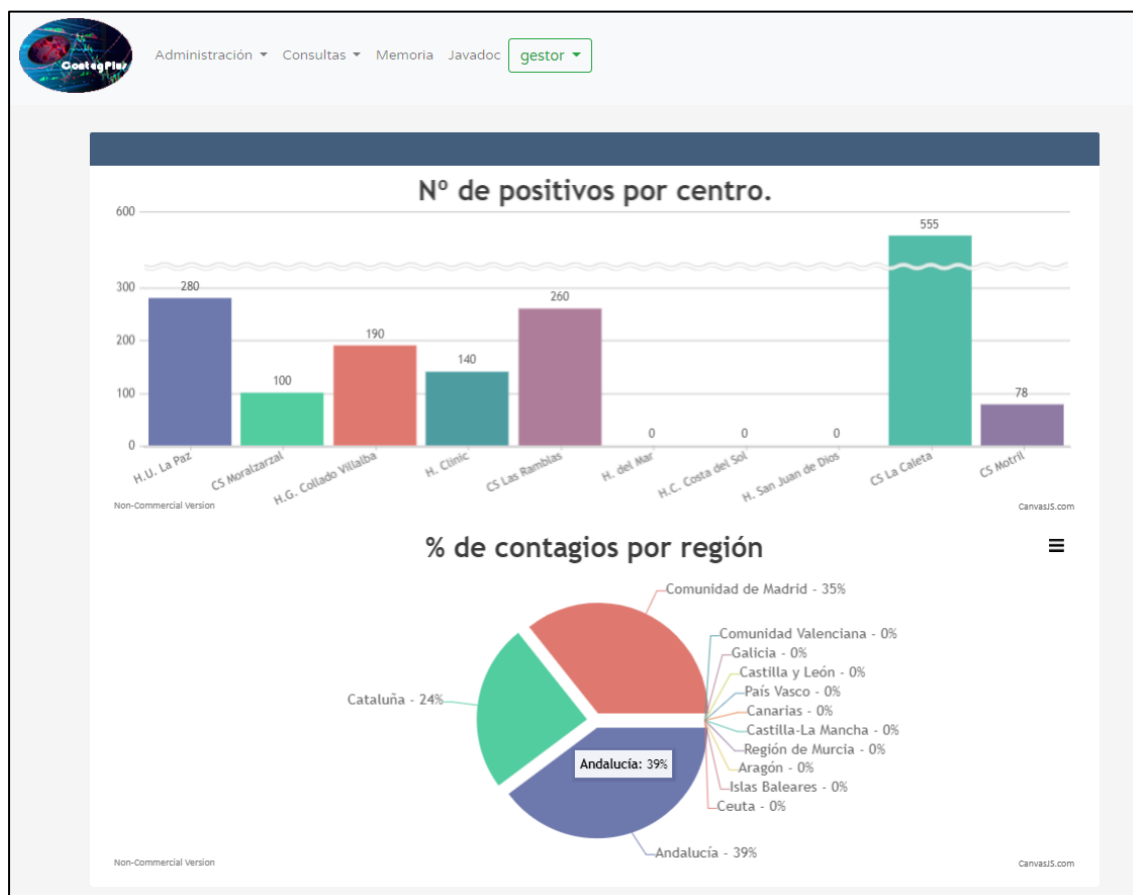 ContagPlus
Administración Consultas Memoria Javadoc gestor
Nº de positivos por centro.
600
555
300
280
260
200
190
140
100
100
78
0
0
0
0
H.U. La Paz
CS Moralzarzal
H.G. Collado Villalba
H. Clinic
CS Las Ramblas
H. del Mar
H.C. Costa del Sol
H. San Juan de Dios
CS La Caleta
CS Motril
Non-Commercial Version
CanvasJS.com
% de contagios por región
Comunidad de Madrid - 35%
Comunidad Valenciana - 0%
Galicia - 0%
Castilla y León - 0%
País Vasco - 0%
Cataluña - 24%
Canarias - 0%
Castilla-La Mancha - 0%
Región de Murcia - 0%
Andalucía: 39%
Aragón - 0%
Islas Baleares - 0%
Ceuta - 0%
Andalucía - 39%
Non-Commercial Version
CanvasJS.com